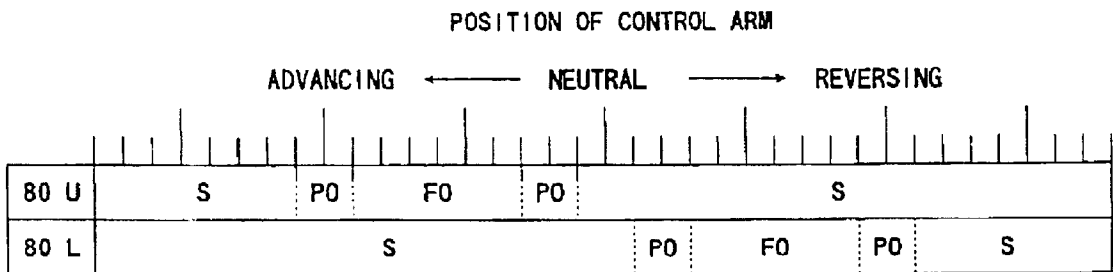 POSITION OF CONTROL ARM
ADVANCING ← NEUTRAL → REVERSING
80 U S PO FO PO S
80 L S PO FO PO S